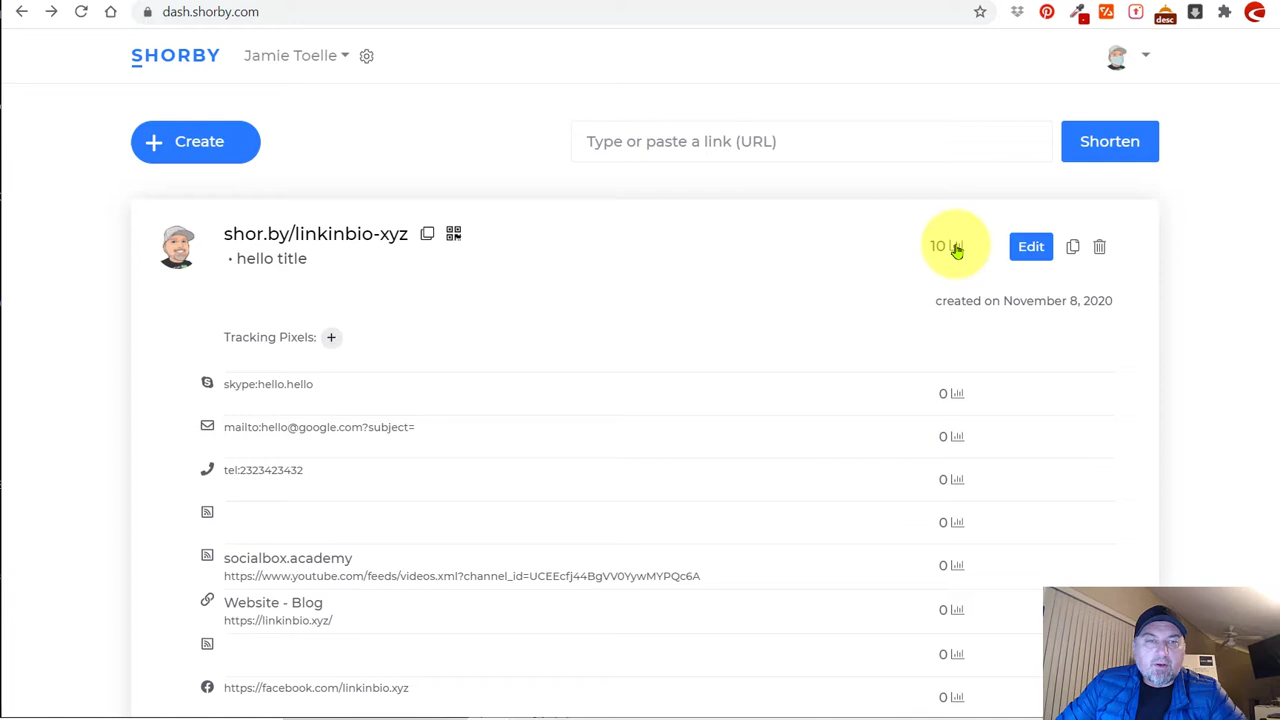 dash.shorby.com
desc
SHORBY
Jamie Toelle
Create
Type or paste a link (URL)
Shorten
shor.by/linkinbio-xyz
• hello title
10
Edit
created on November 8, 2020
Tracking Pixels: +
skype:hello.hello
0
mailto:hello@google.com?subject=
0
tel:2323423432
0
0
socialbox.academy
https://www.youtube.com/feeds/videos.xml?channel_id=UCEEcfj44BgVV0YywMYPQc6A
0
Website - Blog
https://linkinbio.xyz/
0
0
https://facebook.com/linkinbio.xyz
0